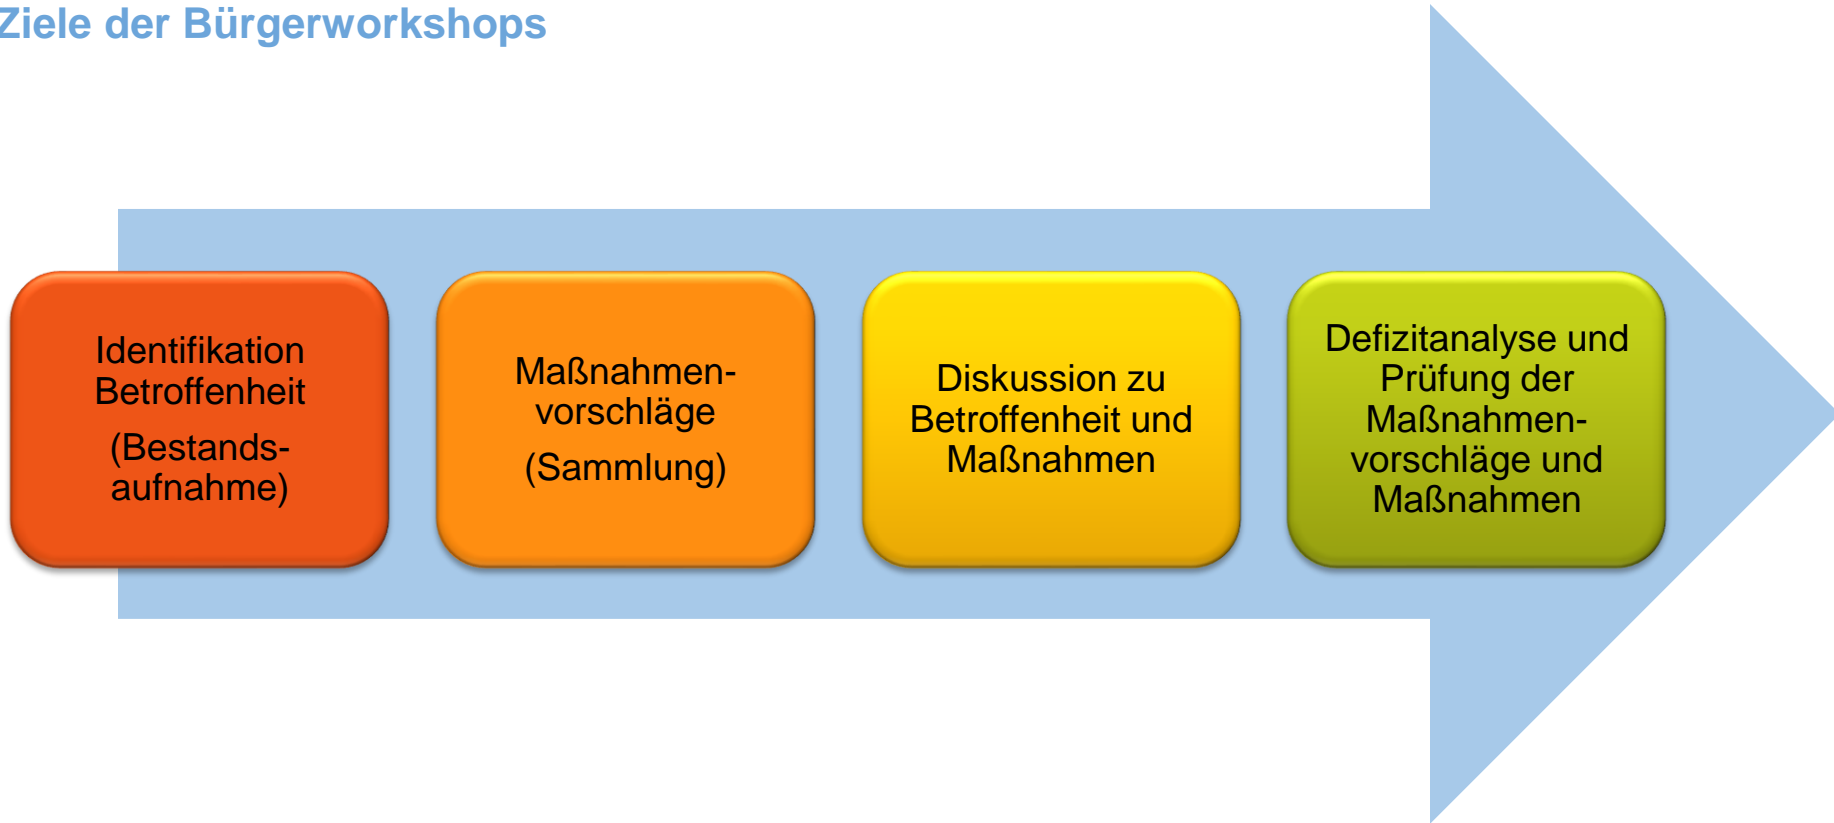 Ziele der Bürgerworkshops
Identifikation
Betroffenheit
(Bestands-
aufnahme)
Maßnahmen-
vorschläge
(Sammlung)
Diskussion zu
Betroffenheit und
Maßnahmen
Defizitanalyse und
Prüfung der
Maßnahmen-
vorschläge und
Maßnahmen